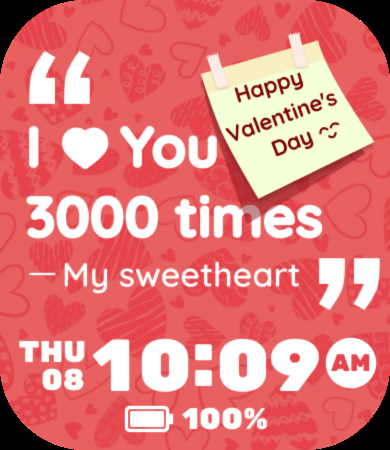 “
Happy
Valentine's
Day
I ♥ You
3000 times
— My sweetheart
”
THU
08
10:09 AM
100%